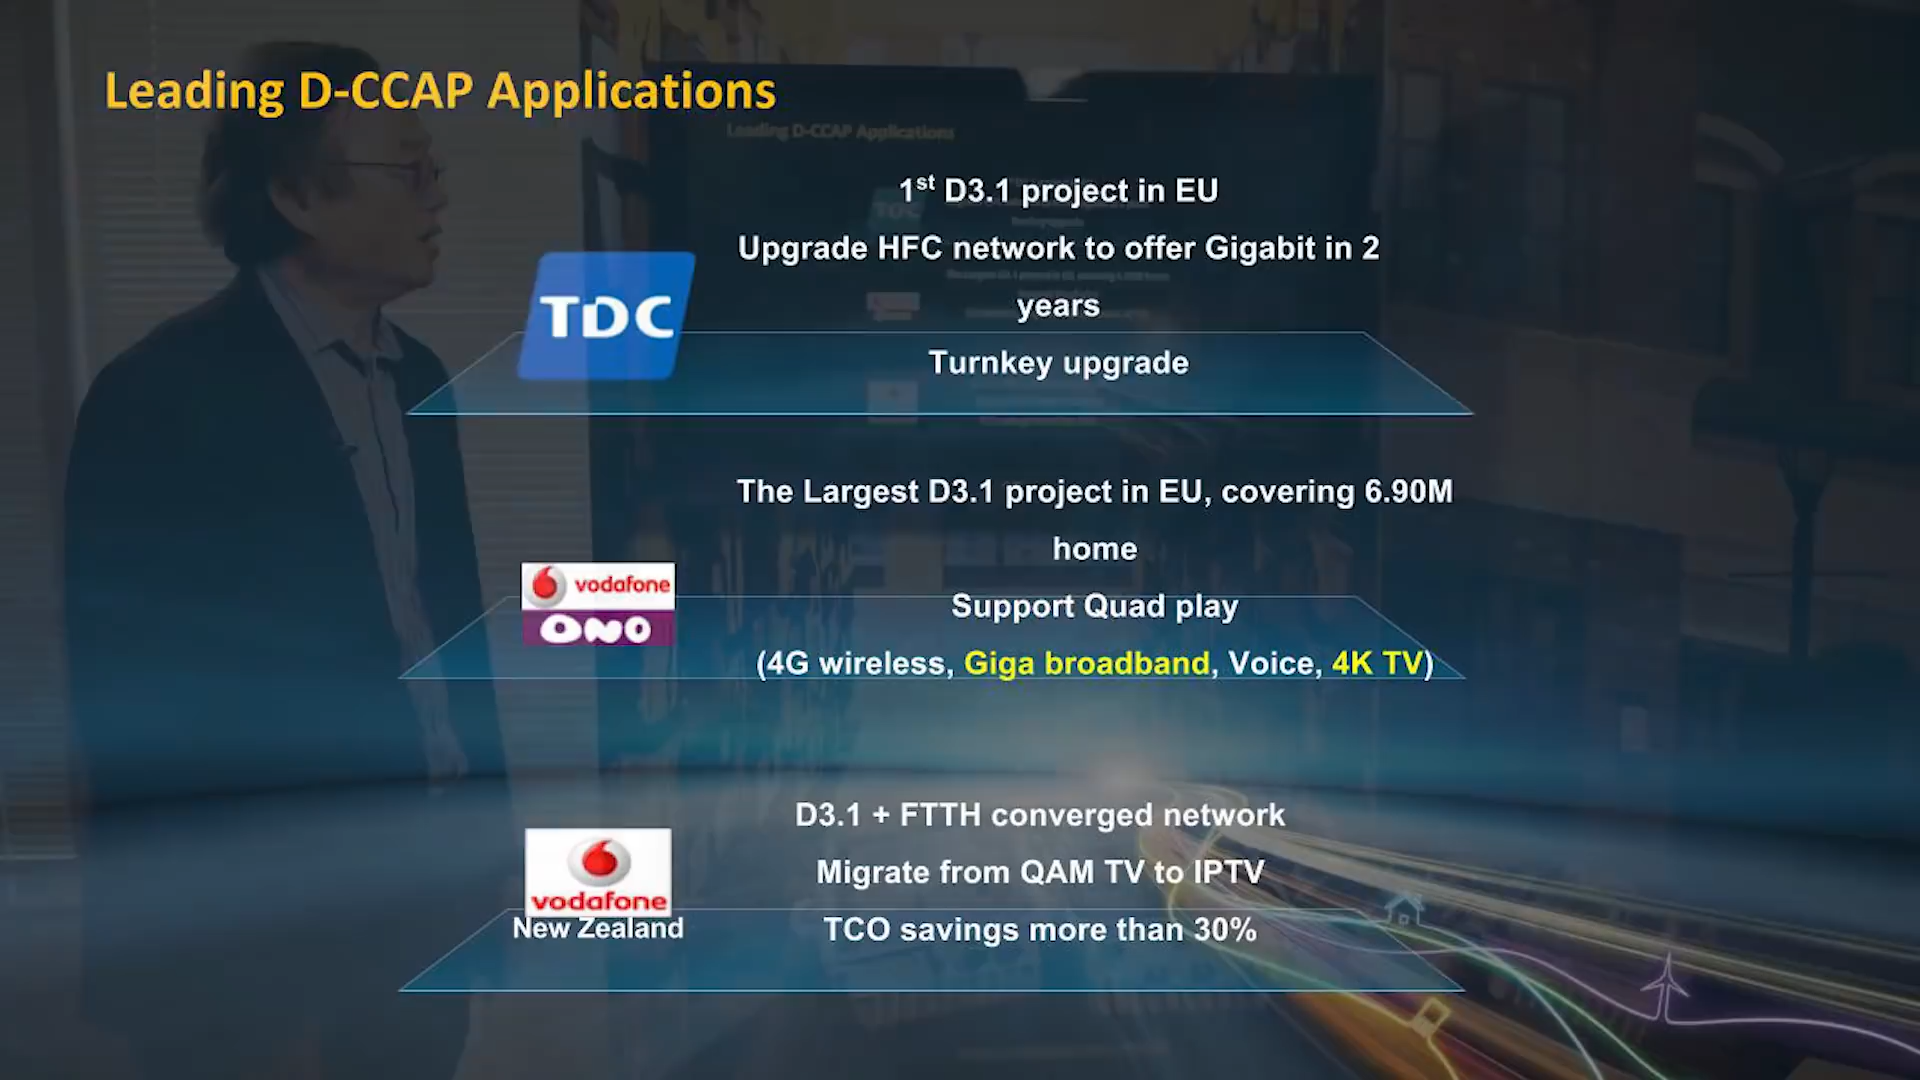 Leading D-CCAP Applications
Leading D-CCAP Applications
1st D3.1 project in EU
Upgrade HFC network to offer Gigabit in 2
years
TDC
Turnkey upgrade
The Largest D3.1 project in EU, covering 6.90M
home
vodafone
ONO
Support Quad play
(4G wireless, Giga broadband, Voice, 4K TV)
D3.1 + FTTH converged network
Migrate from QAM TV to IPTV
vodafone
New Zealand
TCO savings more than 30%